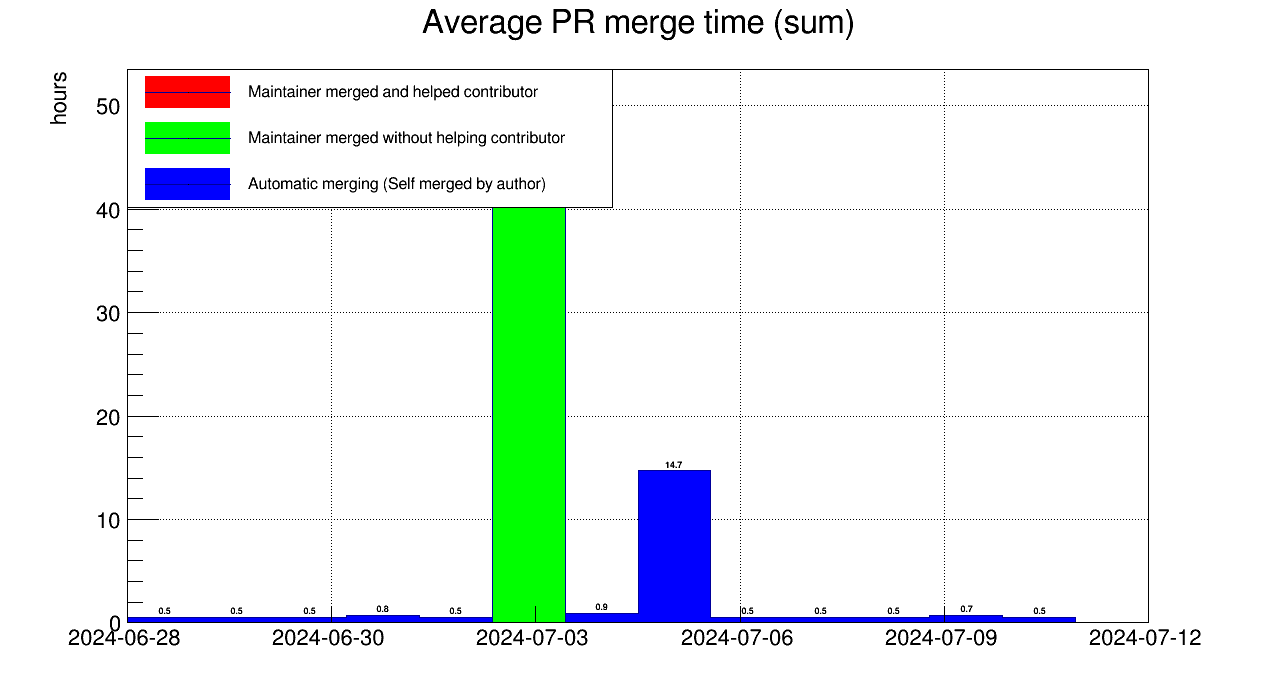 Average PR merge time (sum)
hours
Maintainer merged and helped contributor
Maintainer merged without helping contributor
Automatic merging (Self merged by author)
50
40
30
20
10
0
14.7
0.5 0.5 0.5 0.8 0.5 0.9 0.5 0.5 0.5 0.7 0.5
2024-06-28 2024-06-30 2024-07-03 2024-07-06 2024-07-09 2024-07-12